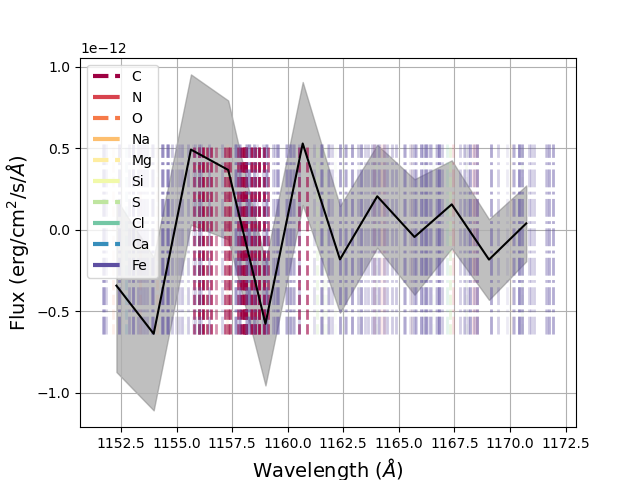 1e−12
1.0
0.5
0.0
−0.5
−1.0
C
N
O
Na
Mg
Si
S
Cl
Ca
Fe
Flux (erg/cm²/s/Å)
1152.5 1155.0 1157.5 1160.0 1162.5 1165.0 1167.5 1170.0 1172.5
Wavelength (Å)